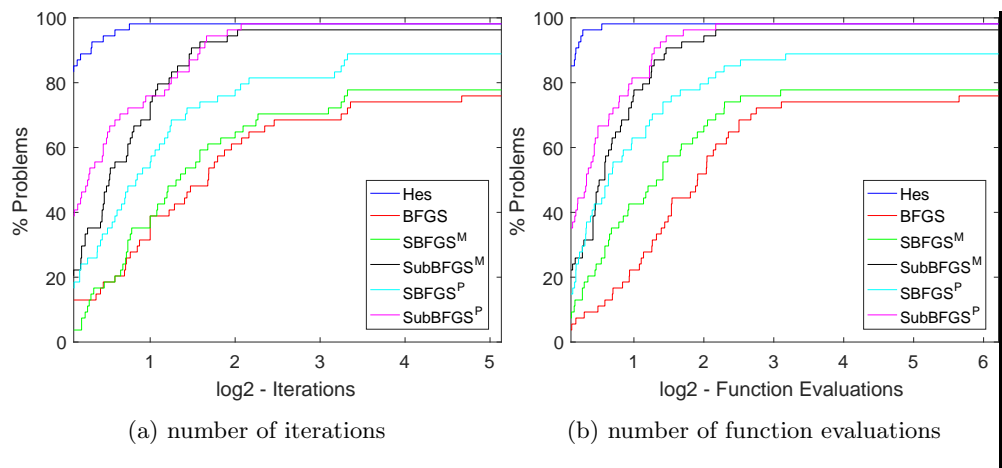 % Problems
100
80
60
40
20
0
Hes
BFGS
SBFGS^M
SubBFGS^M
SBFGS^P
SubBFGS^P
1 2 3 4 5
log2 - Iterations
(a) number of iterations
% Problems
100
80
60
40
20
0
Hes
BFGS
SBFGS^M
SubBFGS^M
SBFGS^P
SubBFGS^P
1 2 3 4 5 6
log2 - Function Evaluations
(b) number of function evaluations